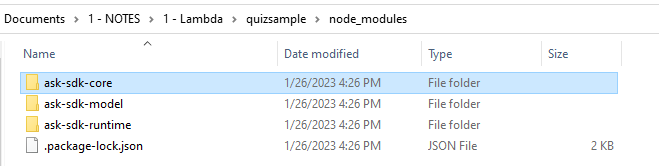 Documents > 1 - NOTES > 1 - Lambda > quizsample > node_modules
Name Date modified Type Size
ask-sdk-core 1/26/2023 4:26 PM File folder
ask-sdk-model 1/26/2023 4:26 PM File folder
ask-sdk-runtime 1/26/2023 4:26 PM File folder
.package-lock.json 1/26/2023 4:26 PM JSON File 2 KB